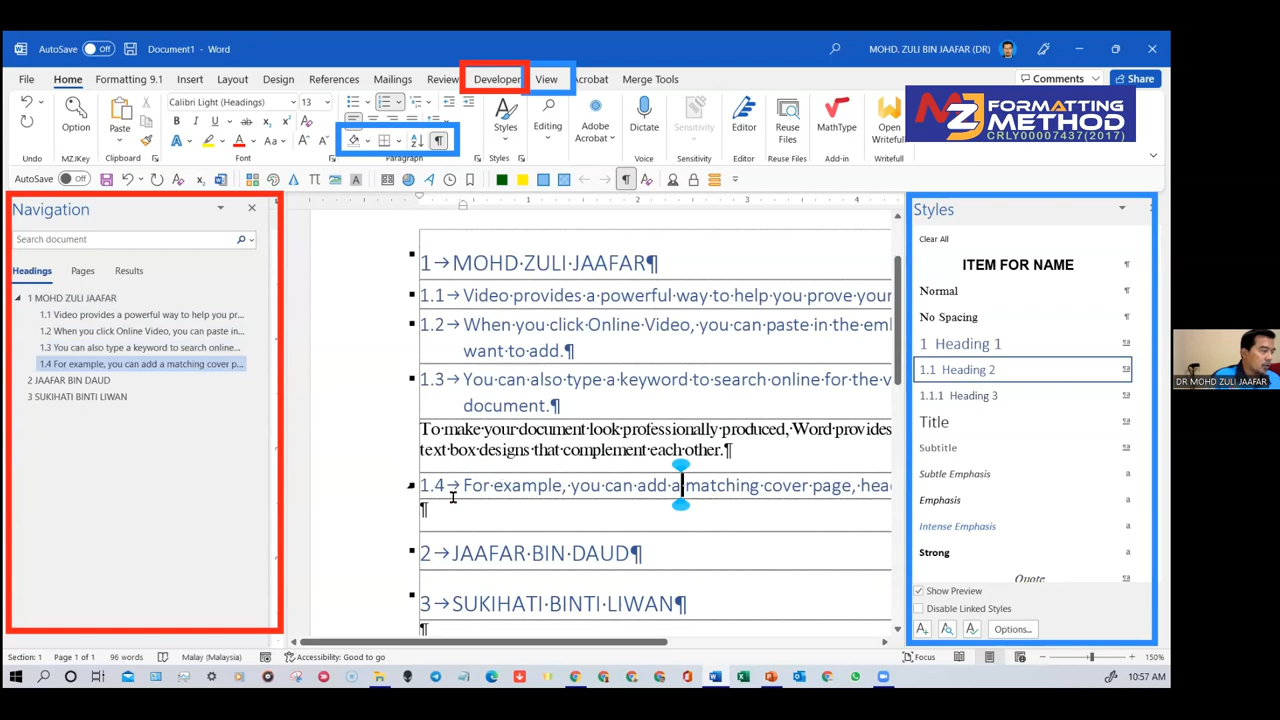 AutoSave Off Document1 - Word MOHD. ZULI BIN JAAFAR (DR)
File Home Formatting 9.1 Insert Layout Design References Mailings Review Developer View Acrobat Merge Tools Comments Share
Calibri Light (Headings) 13
Option Paste Styles Editing Adobe Acrobat Dictate Sensitivity Editor Reuse Files MathType Open Writefull
Undo MZJKey Clipboard Font Paragraph Styles Adobe Acrobat Voice Sensitivity Reuse Files Writefull
MZ FORMATTING
METHOD
CRLY00007437(2017)
AutoSave Off
Navigation
Search document
Headings Pages Results
1 MOHD ZULI JAAFAR
1.1 Video provides a powerful way to help you pr...
1.2 When you click Online Video, you can paste in...
1.3 You can also type a keyword to search online...
1.4 For example, you can add a matching cover p...
2 JAAFAR BIN DAUD
3 SUKIHATI BINTI LIWAN
1 2 3 4
1→MOHD·ZULI·JAAFAR¶
1.1→Video·provides·a·powerful·way·to·help·you·prove·your
1.2→When·you·click·Online·Video,·you·can·paste·in·the·em
want·to·add.¶
1.3→You·can·also·type·a·keyword·to·search·online·for·the·v
document.¶
To·make·your·document·look·professionally·produced,·Word·provides
text·box·designs·that·complement·each·other.¶
1.4→For·example,·you·can·add·a·matching·cover·page,·hea
¶
2→JAAFAR·BIN·DAUD¶
3→SUKIHATI·BINTI·LIWAN¶
¶
Styles
Clear All
ITEM FOR NAME
Normal
No Spacing
1 Heading 1
1.1 Heading 2
1.1.1 Heading 3
Title
Subtitle
Subtle Emphasis
Emphasis
Intense Emphasis
Strong
Quote
Show Preview
Disable Linked Styles
Options...
Section: 1 Page 1 of 1 96 words Malay (Malaysia) Accessibility: Good to go Focus 150%
10:57 AM
DR MOHD ZULI JAAFAR